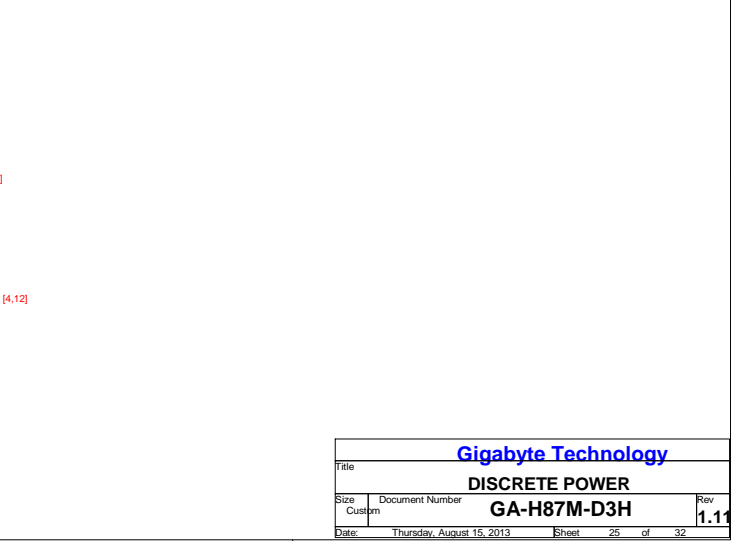 ]
[4,12]
Gigabyte Technology
Title
DISCRETE POWER
Size Document Number Rev
Custom GA-H87M-D3H 1.11
Date: Thursday, August 15, 2013 Sheet 25 of 32